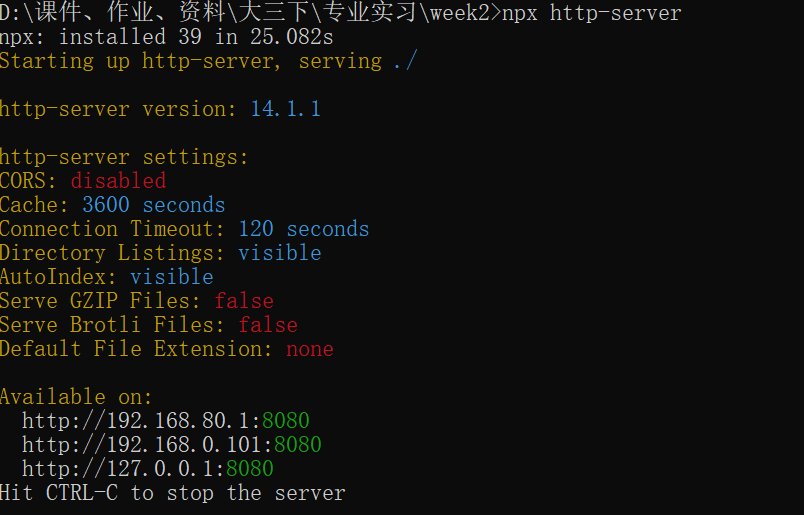 D:\课件、作业、资料\大三下\专业实习\week2>npx http-server
npx: installed 39 in 25.082s
Starting up http-server, serving ./
http-server version: 14.1.1
http-server settings:
CORS: disabled
Cache: 3600 seconds
Connection Timeout: 120 seconds
Directory Listings: visible
AutoIndex: visible
Serve GZIP Files: false
Serve Brotli Files: false
Default File Extension: none
Available on:
http://192.168.80.1:8080
http://192.168.0.101:8080
http://127.0.0.1:8080
Hit CTRL-C to stop the server